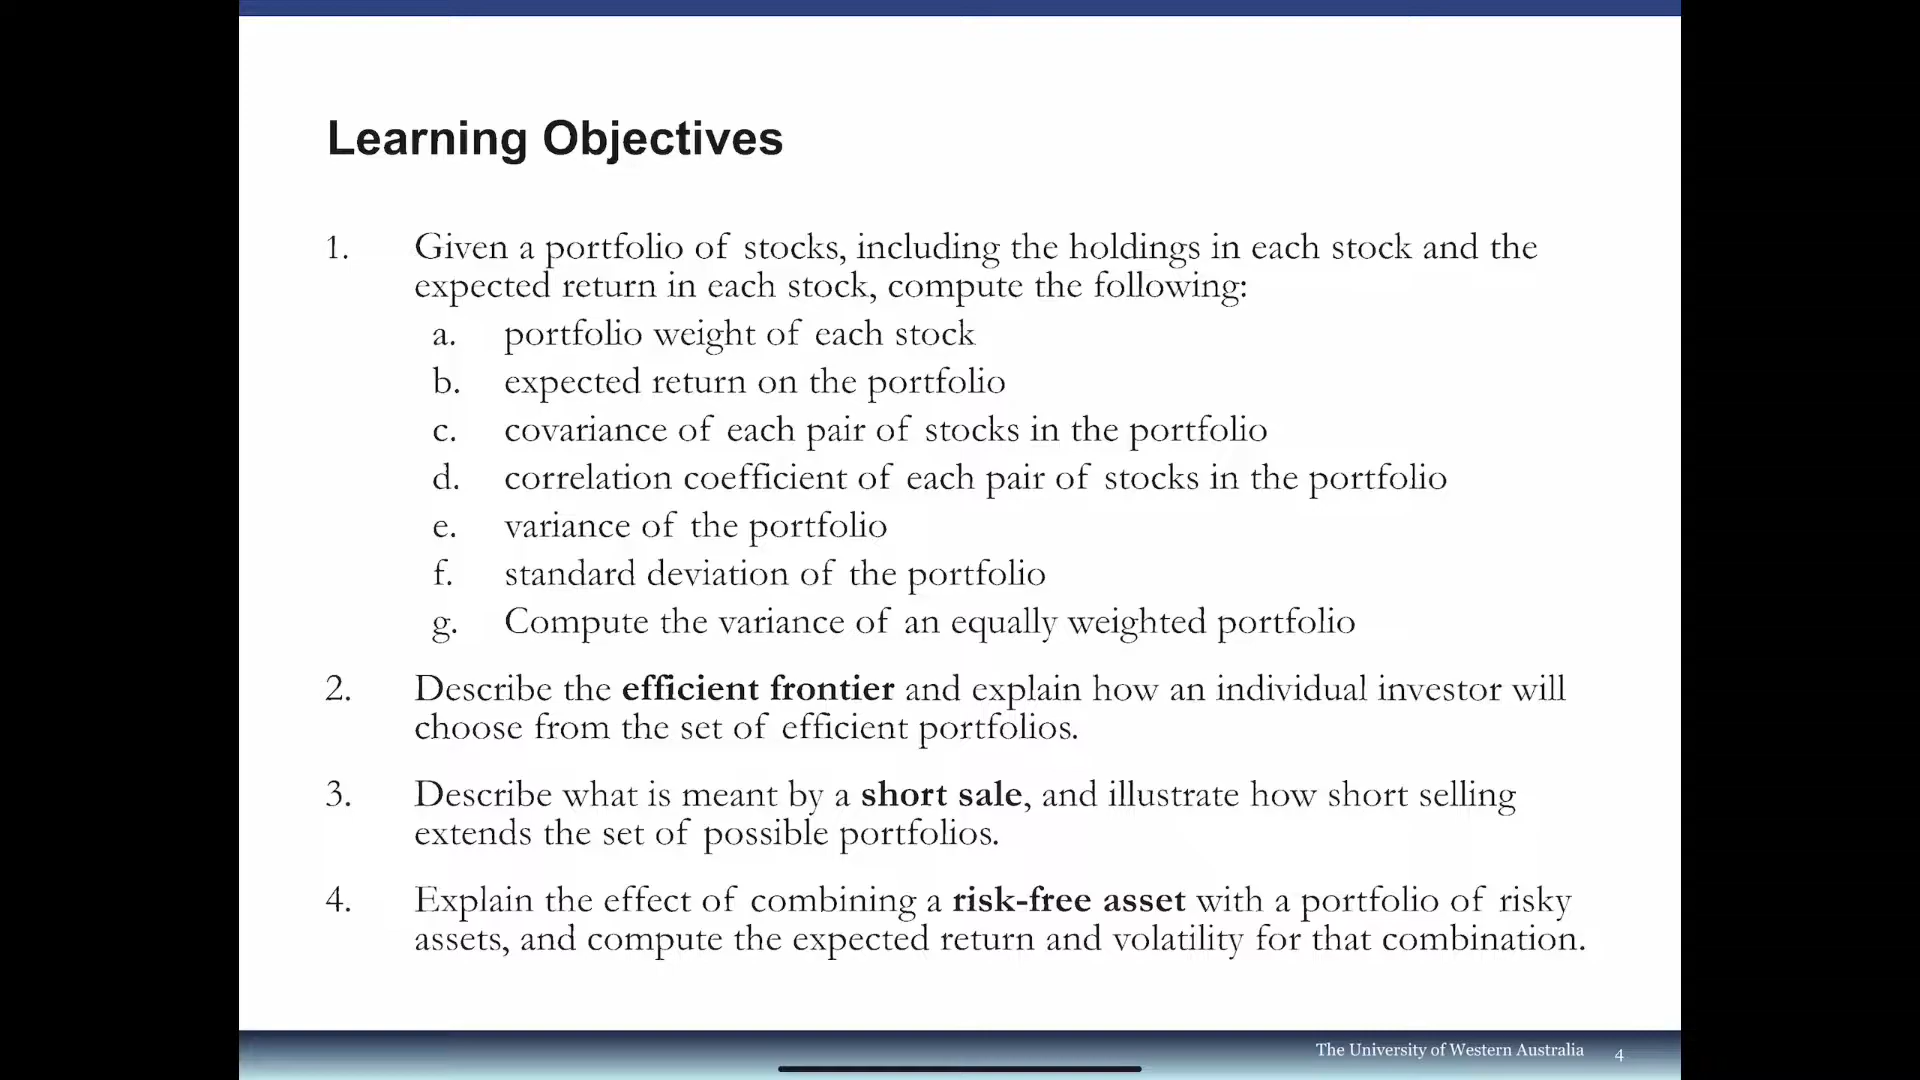 Learning Objectives
1. Given a portfolio of stocks, including the holdings in each stock and the
expected return in each stock, compute the following:
a. portfolio weight of each stock
b. expected return on the portfolio
c. covariance of each pair of stocks in the portfolio
d. correlation coefficient of each pair of stocks in the portfolio
e. variance of the portfolio
f. standard deviation of the portfolio
g. Compute the variance of an equally weighted portfolio
2. Describe the efficient frontier and explain how an individual investor will
choose from the set of efficient portfolios.
3. Describe what is meant by a short sale, and illustrate how short selling
extends the set of possible portfolios.
4. Explain the effect of combining a risk-free asset with a portfolio of risky
assets, and compute the expected return and volatility for that combination.
The University of Western Australia 4